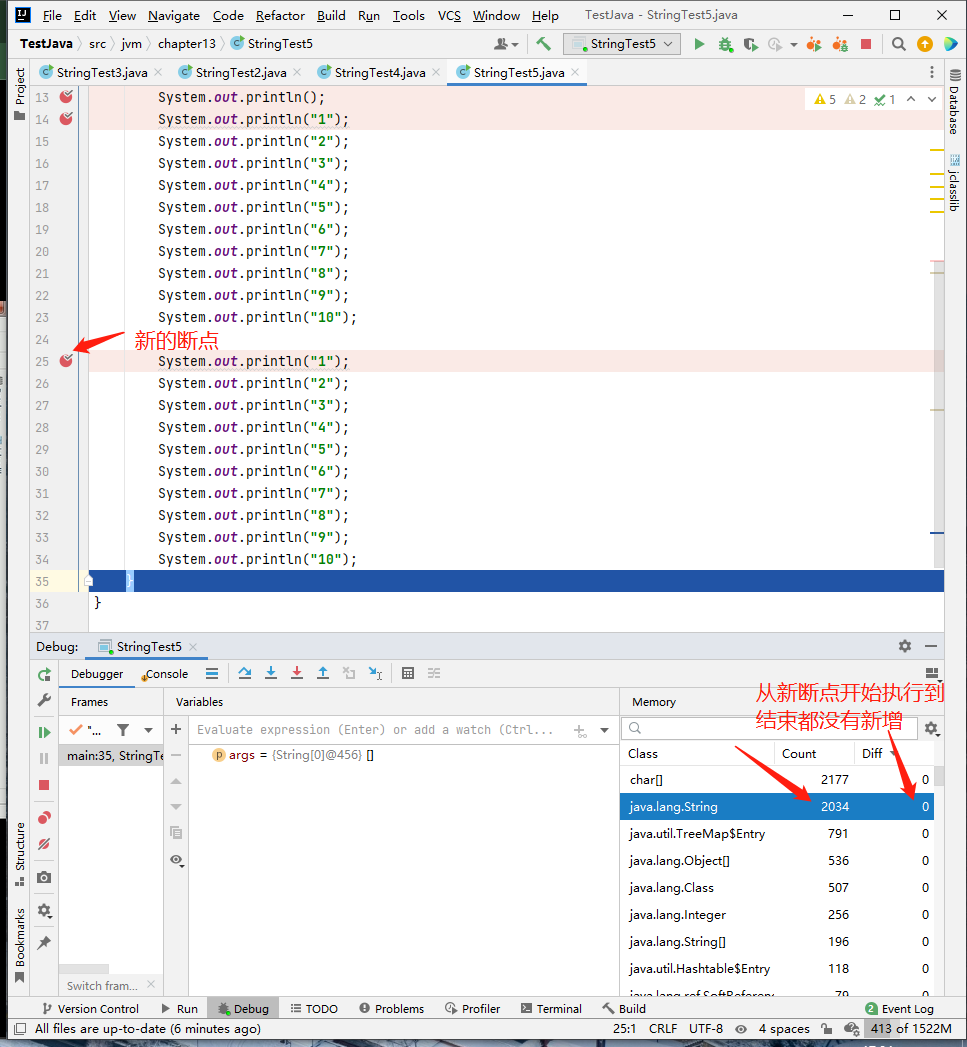 File Edit View Navigate Code Refactor Build Run Tools VCS Window Help TestJava - StringTest5.java
TestJava src jvm chapter13 StringTest5 StringTest5
StringTest3.java StringTest2.java StringTest4.java StringTest5.java
Project
Database
jclasslib
5 2 1
13 System.out.println();
14 System.out.println("1");
15 System.out.println("2");
16 System.out.println("3");
17 System.out.println("4");
18 System.out.println("5");
19 System.out.println("6");
20 System.out.println("7");
21 System.out.println("8");
22 System.out.println("9");
23 System.out.println("10");
24
新的断点
25 System.out.println("1");
26 System.out.println("2");
27 System.out.println("3");
28 System.out.println("4");
29 System.out.println("5");
30 System.out.println("6");
31 System.out.println("7");
32 System.out.println("8");
33 System.out.println("9");
34 System.out.println("10");
35 }
36 }
37
Debug: StringTest5
Debugger Console
Frames Variables Memory
从新断点开始执行到
结束都没有新增
"... Evaluate expression (Enter) or add a watch (Ctrl...
main:35, StringTe
args = {String[0]@456} []
Class Count Diff
char[] 2177 0
java.lang.String 2034 0
java.util.TreeMap$Entry 791 0
java.lang.Object[] 536 0
java.lang.Class 507 0
java.lang.Integer 256 0
java.lang.String[] 196 0
java.util.Hashtable$Entry 118 0
Structure
Bookmarks
Switch fram...
Version Control Run Debug TODO Problems Profiler Terminal Build 2 Event Log
All files are up-to-date (6 minutes ago) 25:1 CRLF UTF-8 4 spaces 413 of 1522M